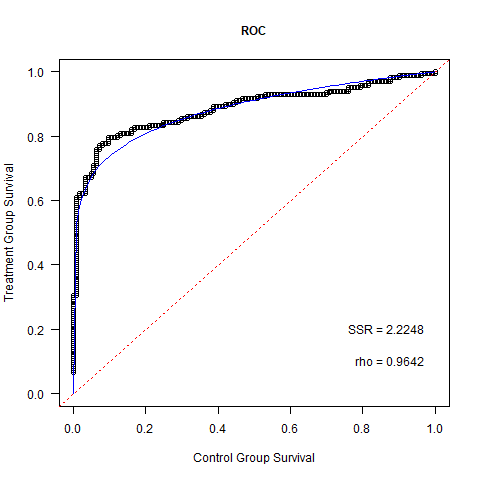 ROC
1.0
0.8
0.6
0.4
0.2
0.0
Treatment Group Survival
SSR = 2.2248
rho = 0.9642
0.0 0.2 0.4 0.6 0.8 1.0
Control Group Survival